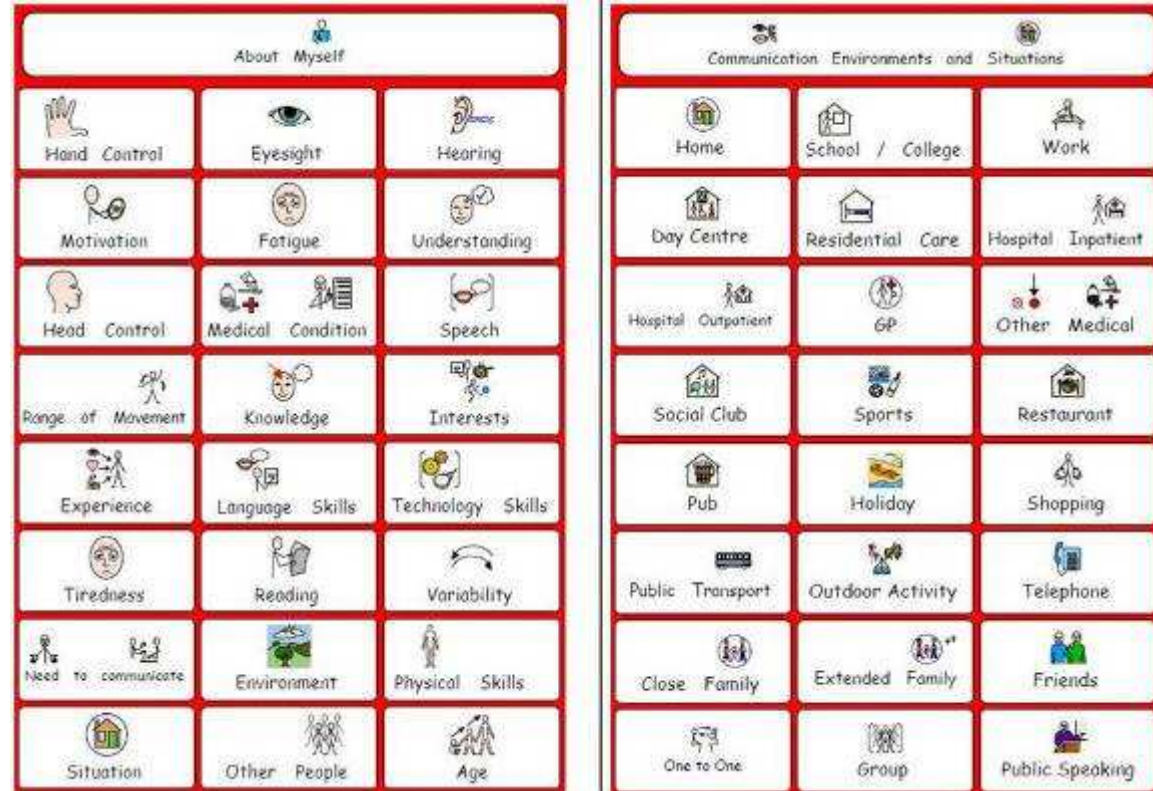 About Myself
Hand Control
Eyesight
Hearing
Motivation
Fatigue
Understanding
Head Control
Medical Condition
Speech
Range of Movement
Knowledge
Interests
Experience
Language Skills
Technology Skills
Tiredness
Reading
Variability
Need to communicate
Environment
Physical Skills
Situation
Other People
Age
Communication Environments and Situations
Home
School / College
Work
Day Centre
Residential Care
Hospital Inpatient
Hospital Outpatient
GP
Other Medical
Social Club
Sports
Restaurant
Pub
Holiday
Shopping
Public Transport
Outdoor Activity
Telephone
Close Family
Extended Family
Friends
One to One
Group
Public Speaking